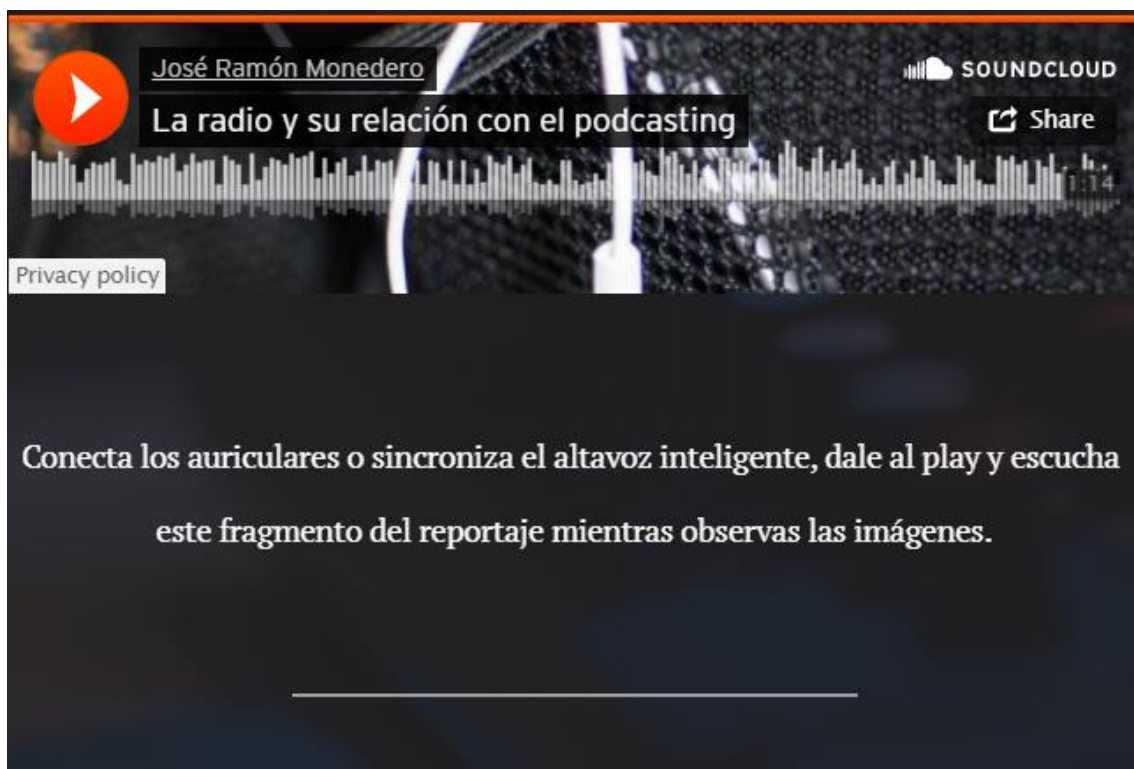 José Ramón Monedero
SOUNDCLOUD
La radio y su relación con el podcasting
Share
1:14
Privacy policy
Conecta los auriculares o sincroniza el altavoz inteligente, dale al play y escucha
este fragmento del reportaje mientras observas las imágenes.